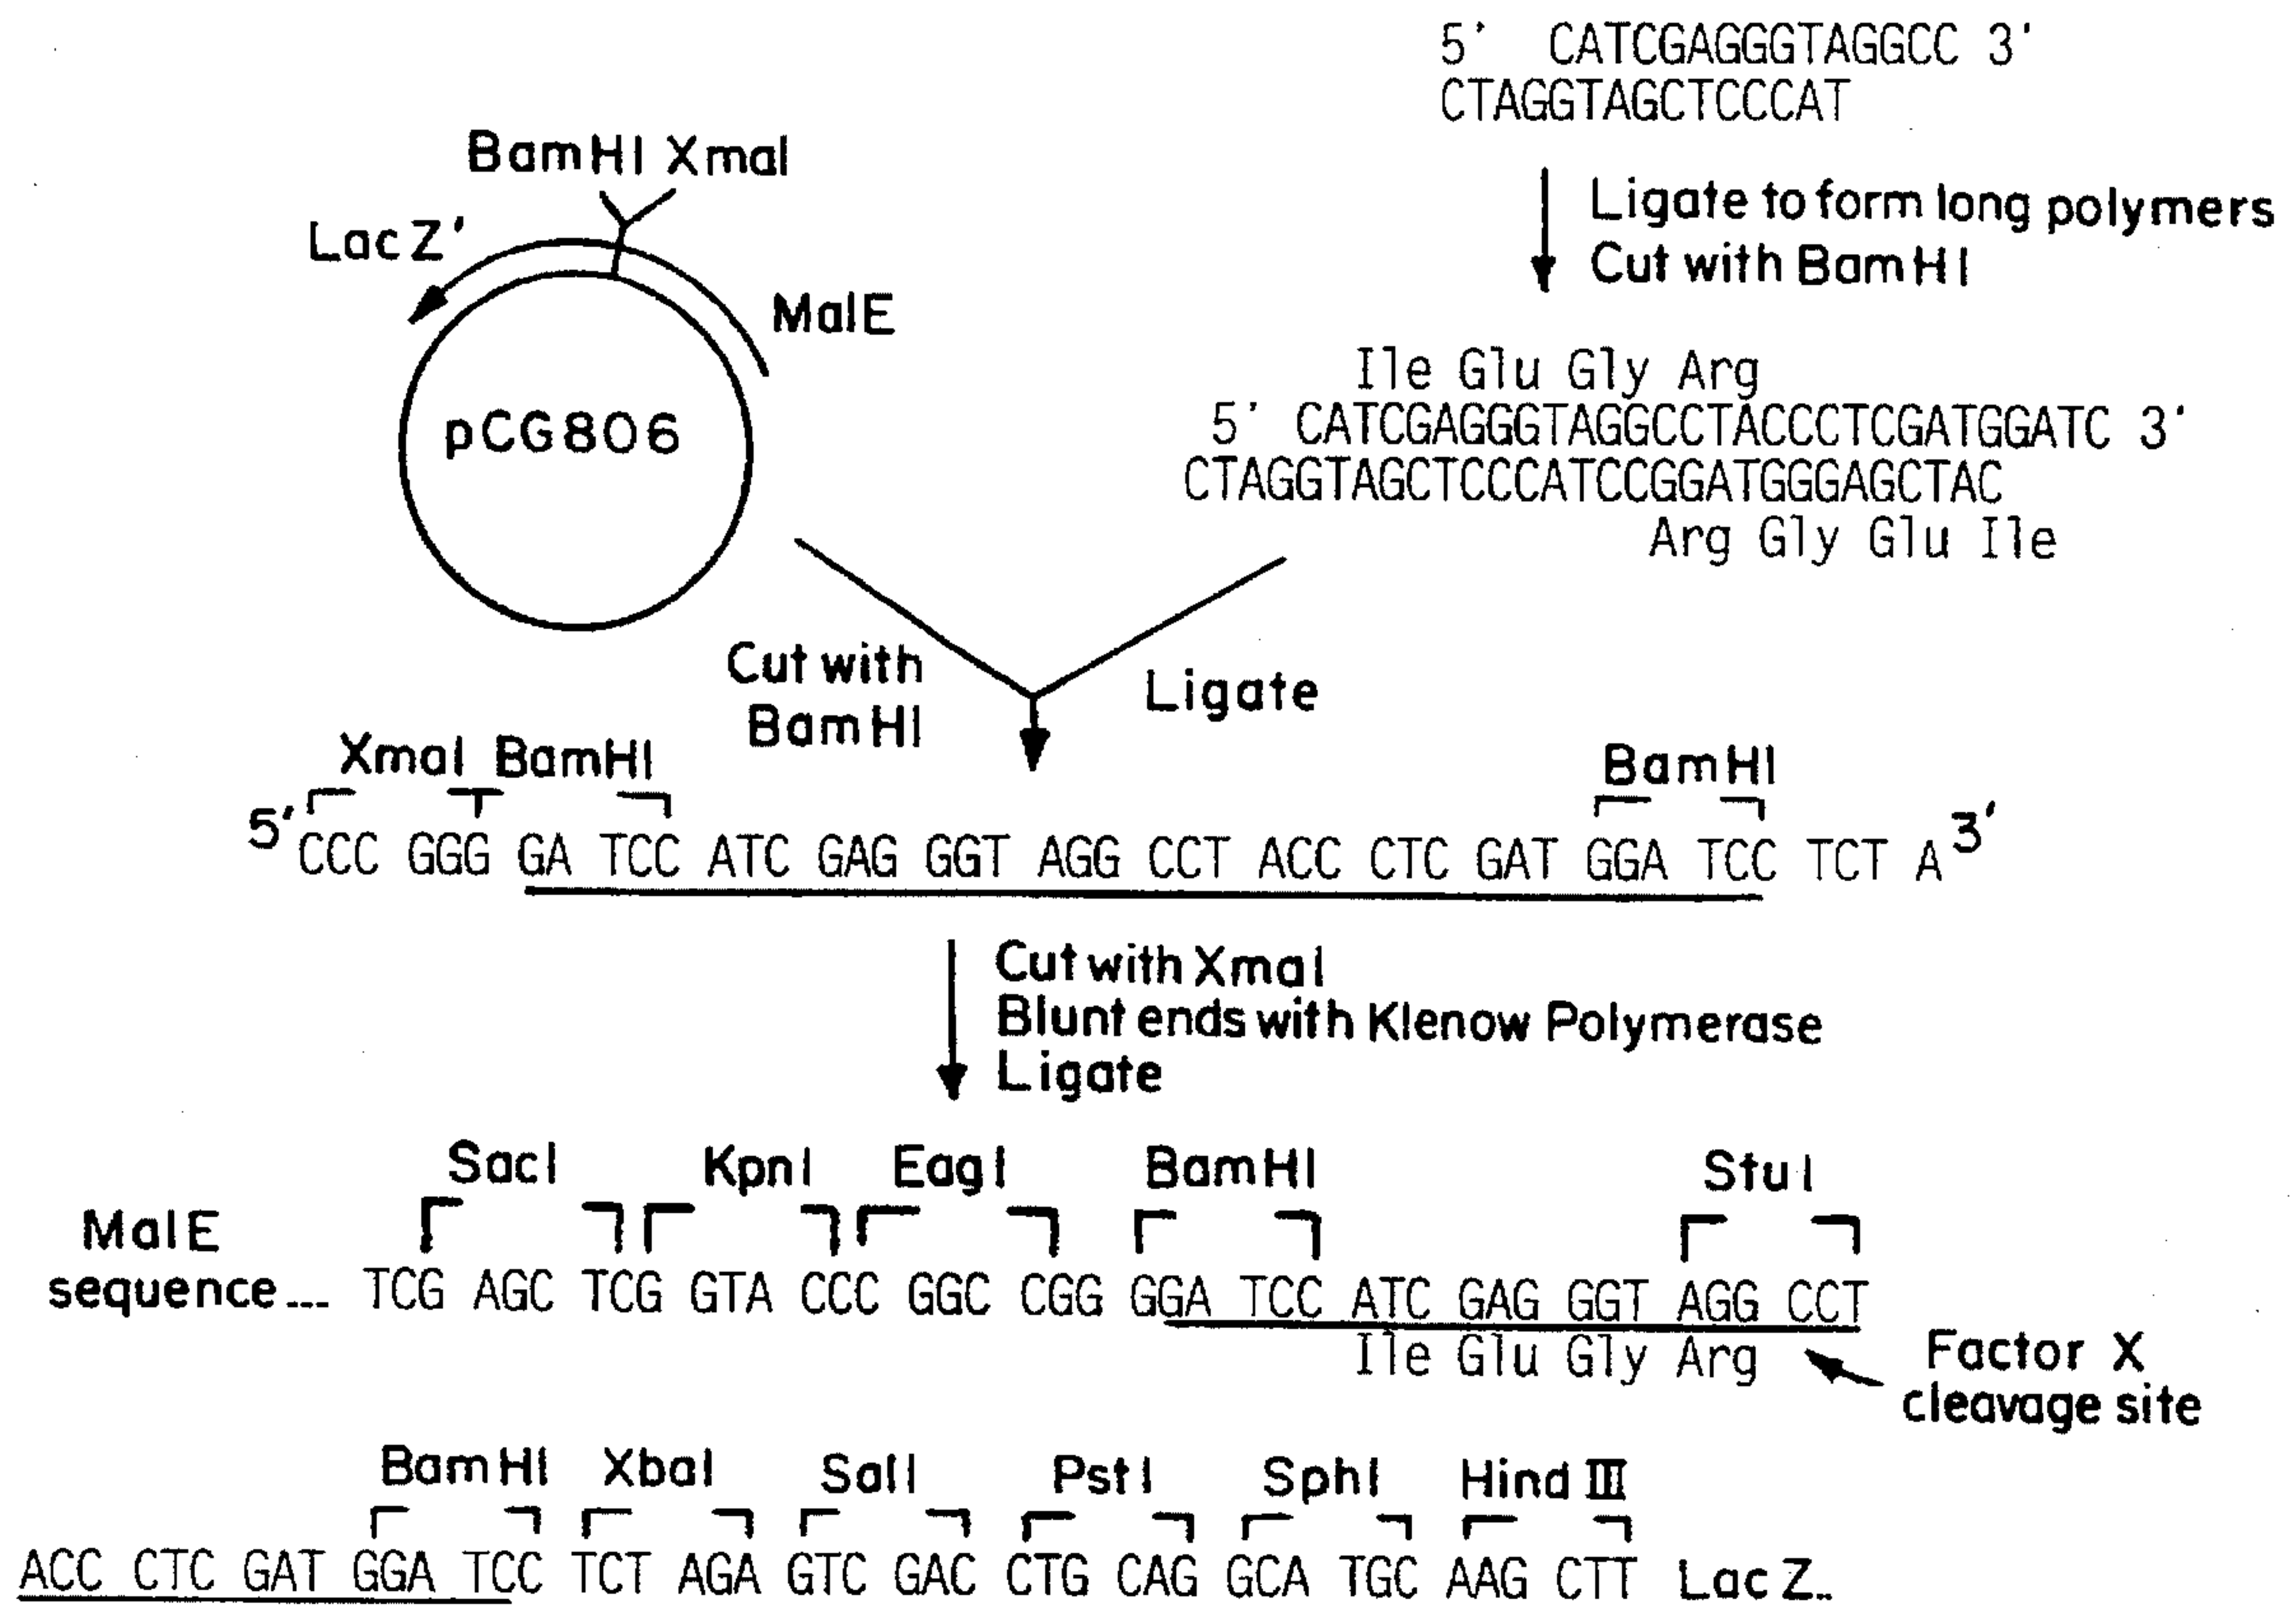 5' CATCGAGGGTAGGCC 3'
CTAGGTAGCTCCCAT
BamHI XmaI
Lac Z'
MalE
pCG806
Ligate to form long polymers
Cut with BamHI
Ile Glu Gly Arg
5' CATCGAGGGTAGGCCTACCCTCGATGGATC 3'
CTAGGTAGCTCCCATCCGGATGGGAGCTAC
Arg Gly Glu Ile
Cut with
BamHI
Ligate
XmaI BamHI
BamHI
5' CCC GGG GA TCC ATC GAG GGT AGG CCT ACC CTC GAT GGA TCC TCT A 3'
Cut with XmaI
Blunt ends with Klenow Polymerase
Ligate
SacI KpnI EagI BamHI StuI
MalE
sequence... TCG AGC TCG GTA CCC GGC CGG GGA TCC ATC GAG GGT AGG CCT
Ile Glu Gly Arg
Factor X
cleavage site
BamHI XbaI SalI PstI SphI Hind III
ACC CTC GAT GGA TCC TCT AGA GTC GAC CTG CAG GCA TGC AAG CTT Lac Z..